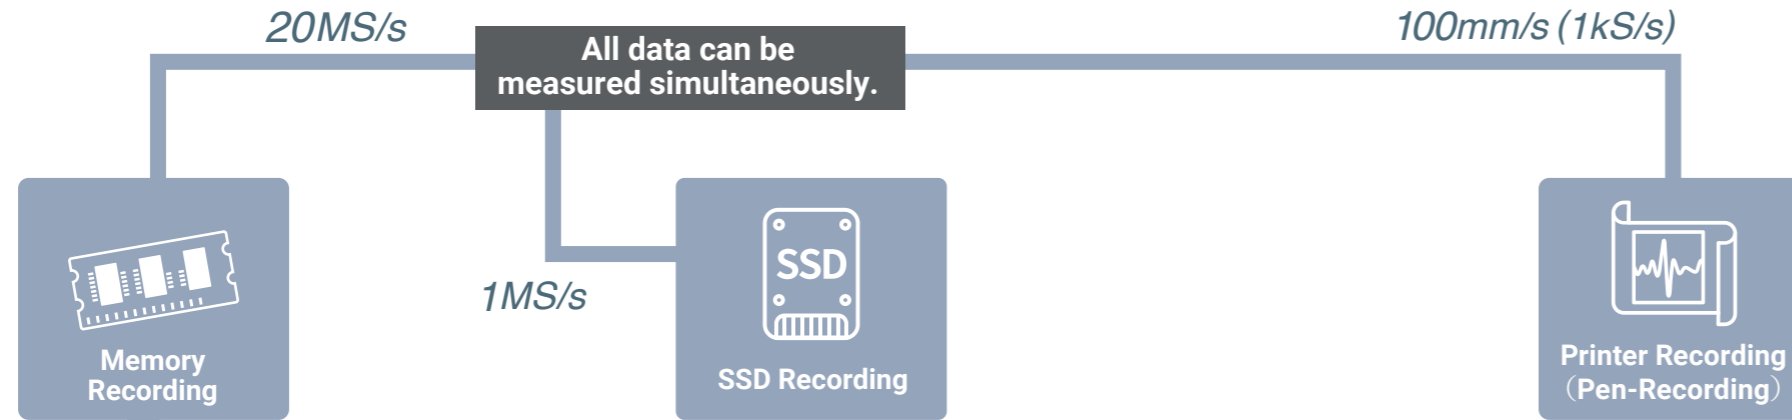 20MS/s
All data can be
measured simultaneously.
100mm/s (1kS/s)
1MS/s
Memory
Recording
SSD
SSD Recording
Printer Recording
（Pen-Recording）